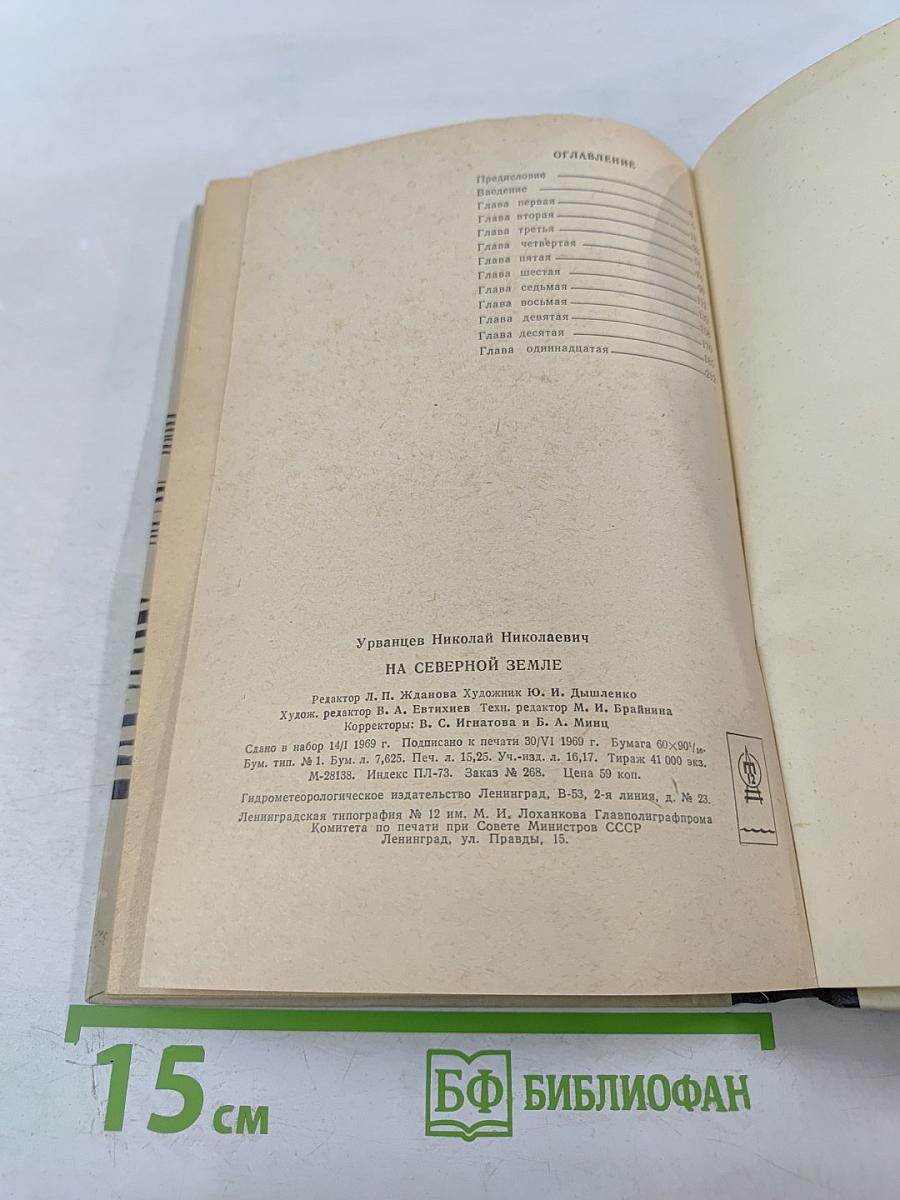 ОГЛАВЛЕНИЕ
Предисловие
Введение
Глава первая
Глава вторая
Глава третья
Глава четвертая
Глава пятая
Глава шестая
Глава седьмая
Глава восьмая
Глава девятая
Глава десятая
Глава одиннадцатая 212
Урванцев Николай Николаевич
НА СЕВЕРНОЙ ЗЕМЛЕ
Редактор Л. П. Жданова Художник Ю. И. Дышленко
Худож. редактор В. А. Евтихиев Техн. редактор М. И. Брайнина
Корректоры: В. С. Игнатова и Б. А. Минц
Сдано в набор 14/I 1969 г. Подписано к печати 30/VI 1969 г. Бумага 60×90¹/₁₆.
Бум. тип. № 1. Бум. л. 7,625. Печ. л. 15,25. Уч.-изд. л. 16,17. Тираж 41 000 экз.
М-28138. Индекс ПЛ-73. Заказ № 268. Цена 59 коп.
Гидрометеорологическое издательство Ленинград, В-53, 2-я линия, д. № 23.
Ленинградская типография № 12 им. М. И. Лоханкова Главполиграфпрома
Комитета по печати при Совете Министров СССР
Ленинград, ул. Правды, 15.
15 см
БФ БИБЛИОФАН